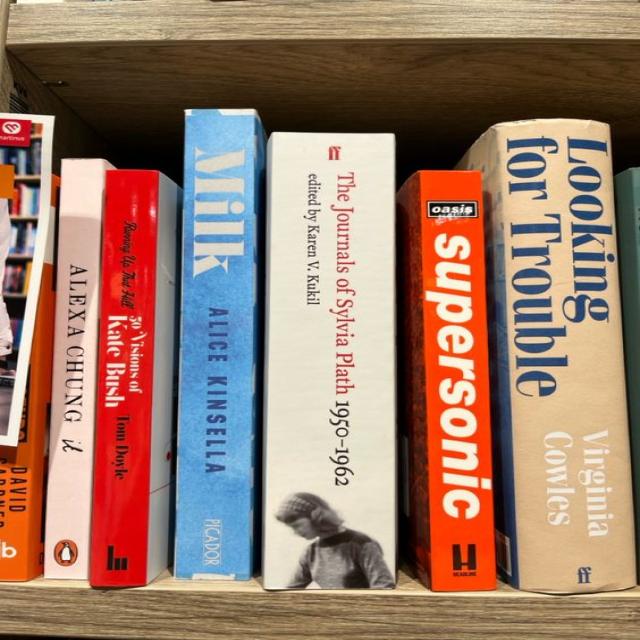 martinus
DAVID
GARDNER
ALEXA CHUNG it
Running Up That Hill
50 Visions of
Kate Bush
Tom Doyle
Milk
ALICE KINSELLA
PICADOR
ff
The Journals of Sylvia Plath 1950–1962
edited by Karen V. Kukil
oasis
supersonic
H
HEADLINE
Looking
for Trouble
Virginia
Cowles
ff